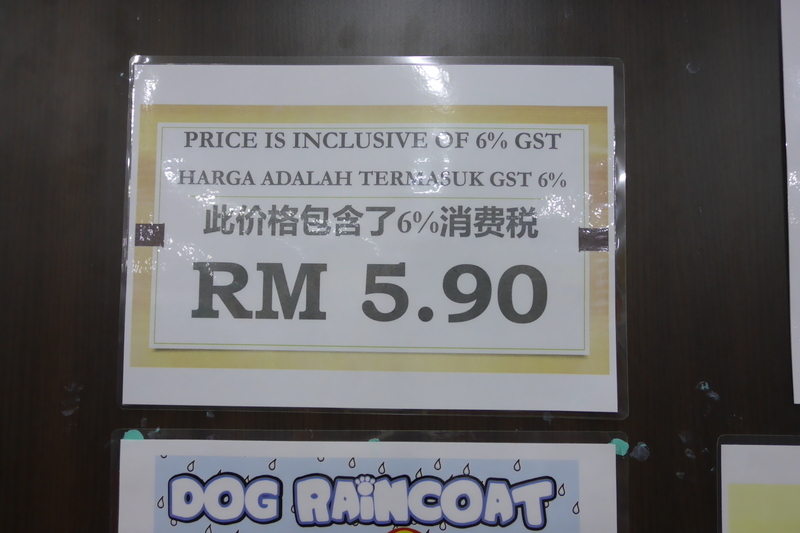 PRICE IS INCLUSIVE OF 6% GST
HARGA ADALAH TERMASUK GST 6%
此价格包含了6%消费税
RM 5.90
DOG RAINCOAT